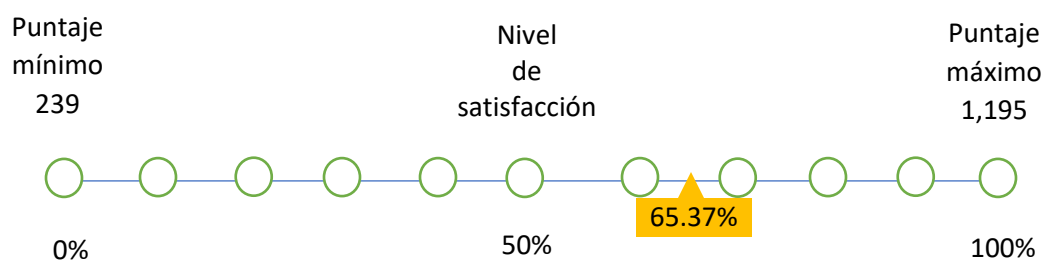 Puntaje
mínimo
239
Nivel
de
satisfacción
Puntaje
máximo
1,195
65.37%
0%
50%
100%